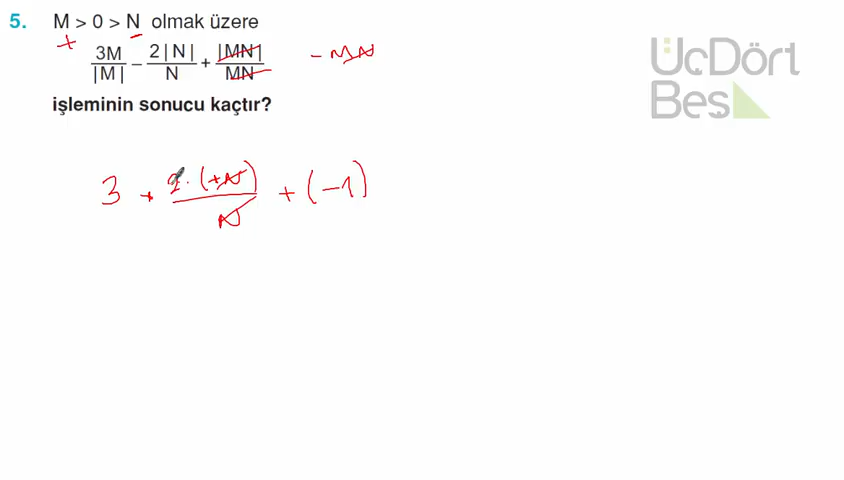 5. M > 0 > N olmak üzere
+ -
3M/|M| − 2|N|/N + |MN|/MN - MN
işleminin sonucu kaçtır?
3 + 2·(+N)/N + (-1)
ÜçDört
Beş